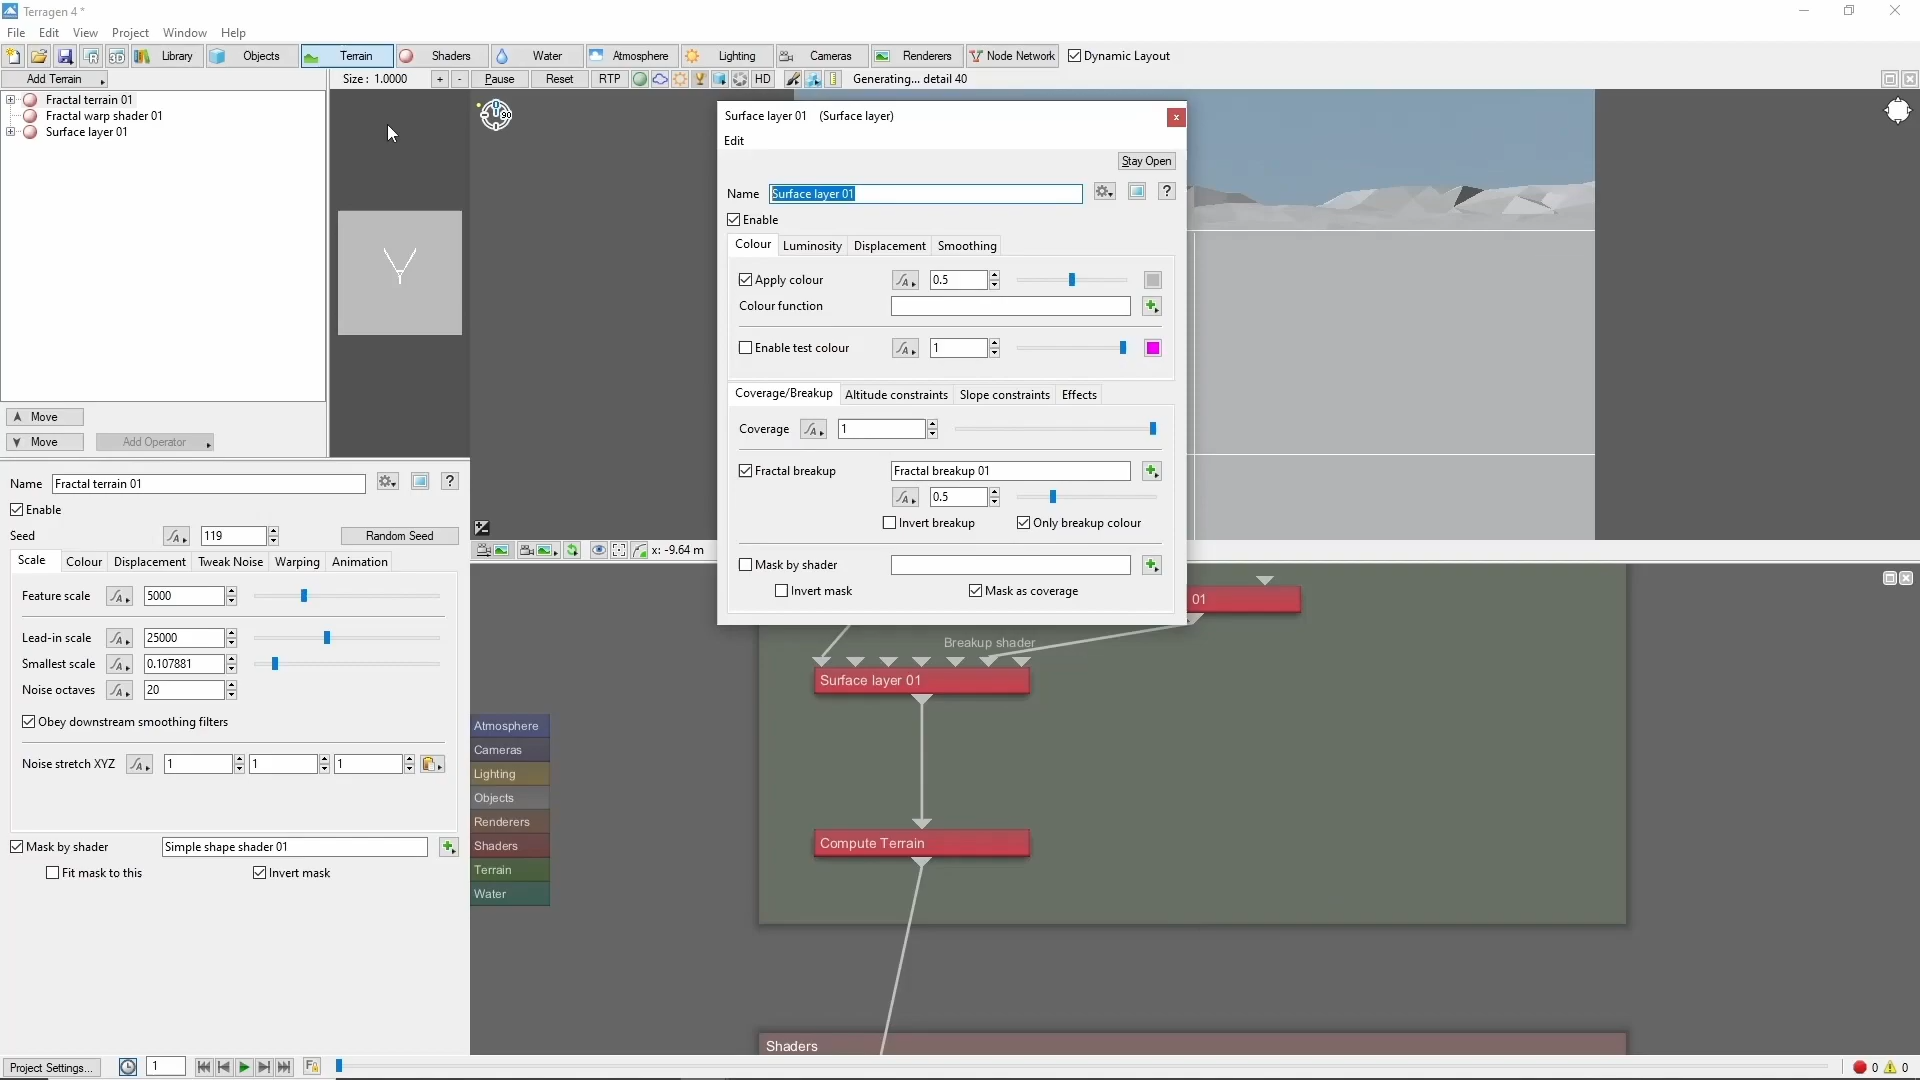 Terragen 4 *
File Edit View Project Window Help
Library Objects Terrain Shaders Water Atmosphere Lighting Cameras Renderers Node Network Dynamic Layout
Add Terrain Size : 1.0000 + - Pause Reset RTP HD Generating... detail 40
Fractal terrain 01
Fractal warp shader 01
Surface layer 01
Move
Move Add Operator
Name Fractal terrain 01 ?
Enable
Seed 119 Random Seed
Scale Colour Displacement Tweak Noise Warping Animation
Feature scale 5000
Lead-in scale 25000
Smallest scale 0.107881
Noise octaves 20
Obey downstream smoothing filters
Noise stretch XYZ 1 1 1
Mask by shader Simple shape shader 01
Fit mask to this Invert mask
Surface layer 01 (Surface layer) x
Edit
Stay Open
Name Surface layer 01 ?
Enable
Colour Luminosity Displacement Smoothing
Apply colour 0.5
Colour function
Enable test colour 1
Coverage/Breakup Altitude constraints Slope constraints Effects
Coverage 1
Fractal breakup Fractal breakup 01
0.5
Invert breakup Only breakup colour
Mask by shader
Invert mask Mask as coverage
x: -9.64 m
01
Breakup shader
Surface layer 01
Compute Terrain
Shaders
Atmosphere
Cameras
Lighting
Objects
Renderers
Shaders
Terrain
Water
Project Settings... 1 0 0